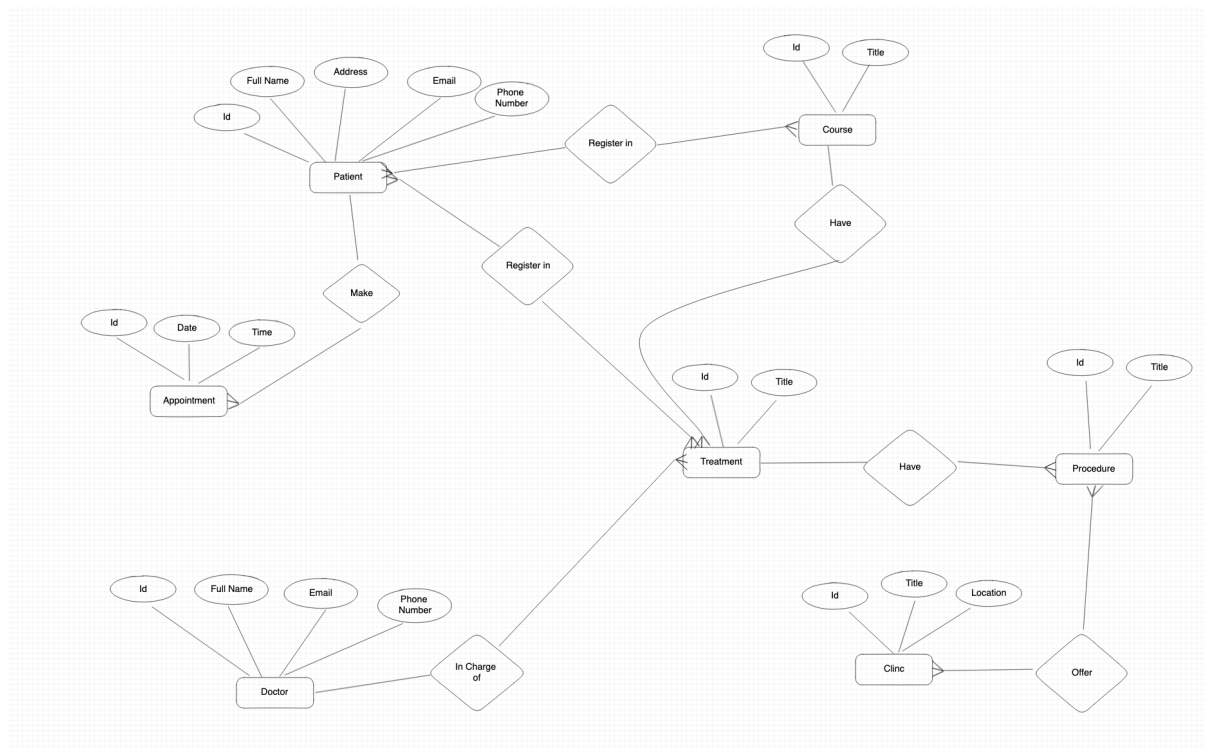 Id
Title
Full Name
Address
Email
Phone
Number
Id
Course
Register in
Patient
Have
Register in
Make
Id
Date
Time
Appointment
Id
Title
Id
Title
Treatment
Have
Procedure
Id
Full Name
Email
Phone
Number
Id
Title
Location
In Charge
of
Clinc
Offer
Doctor